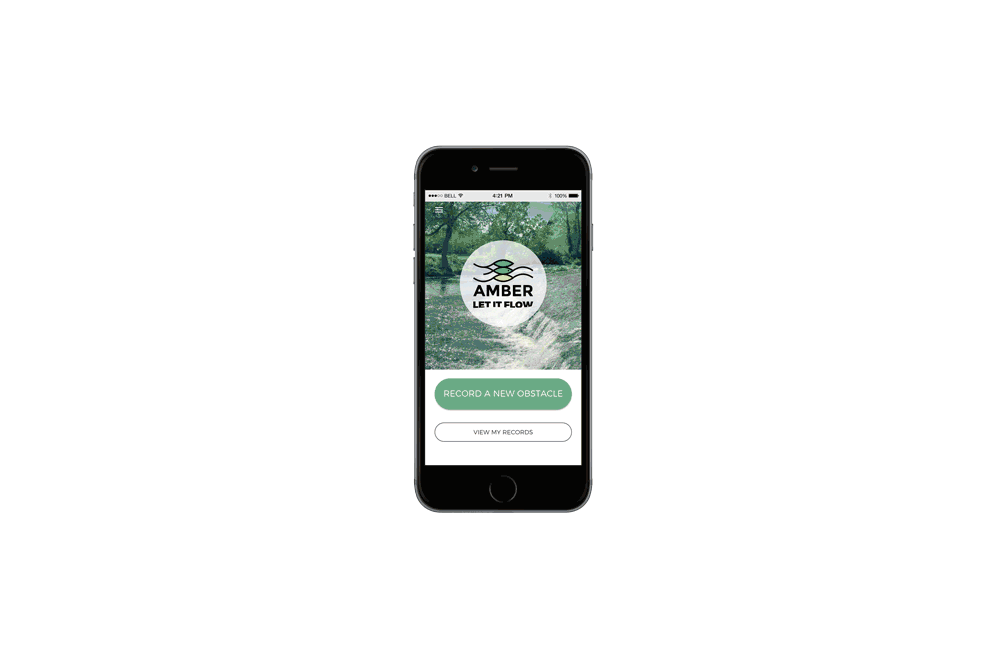 BELL 4:21 PM 100%
AMBER
LET IT FLOW
RECORD A NEW OBSTACLE
VIEW MY RECORDS